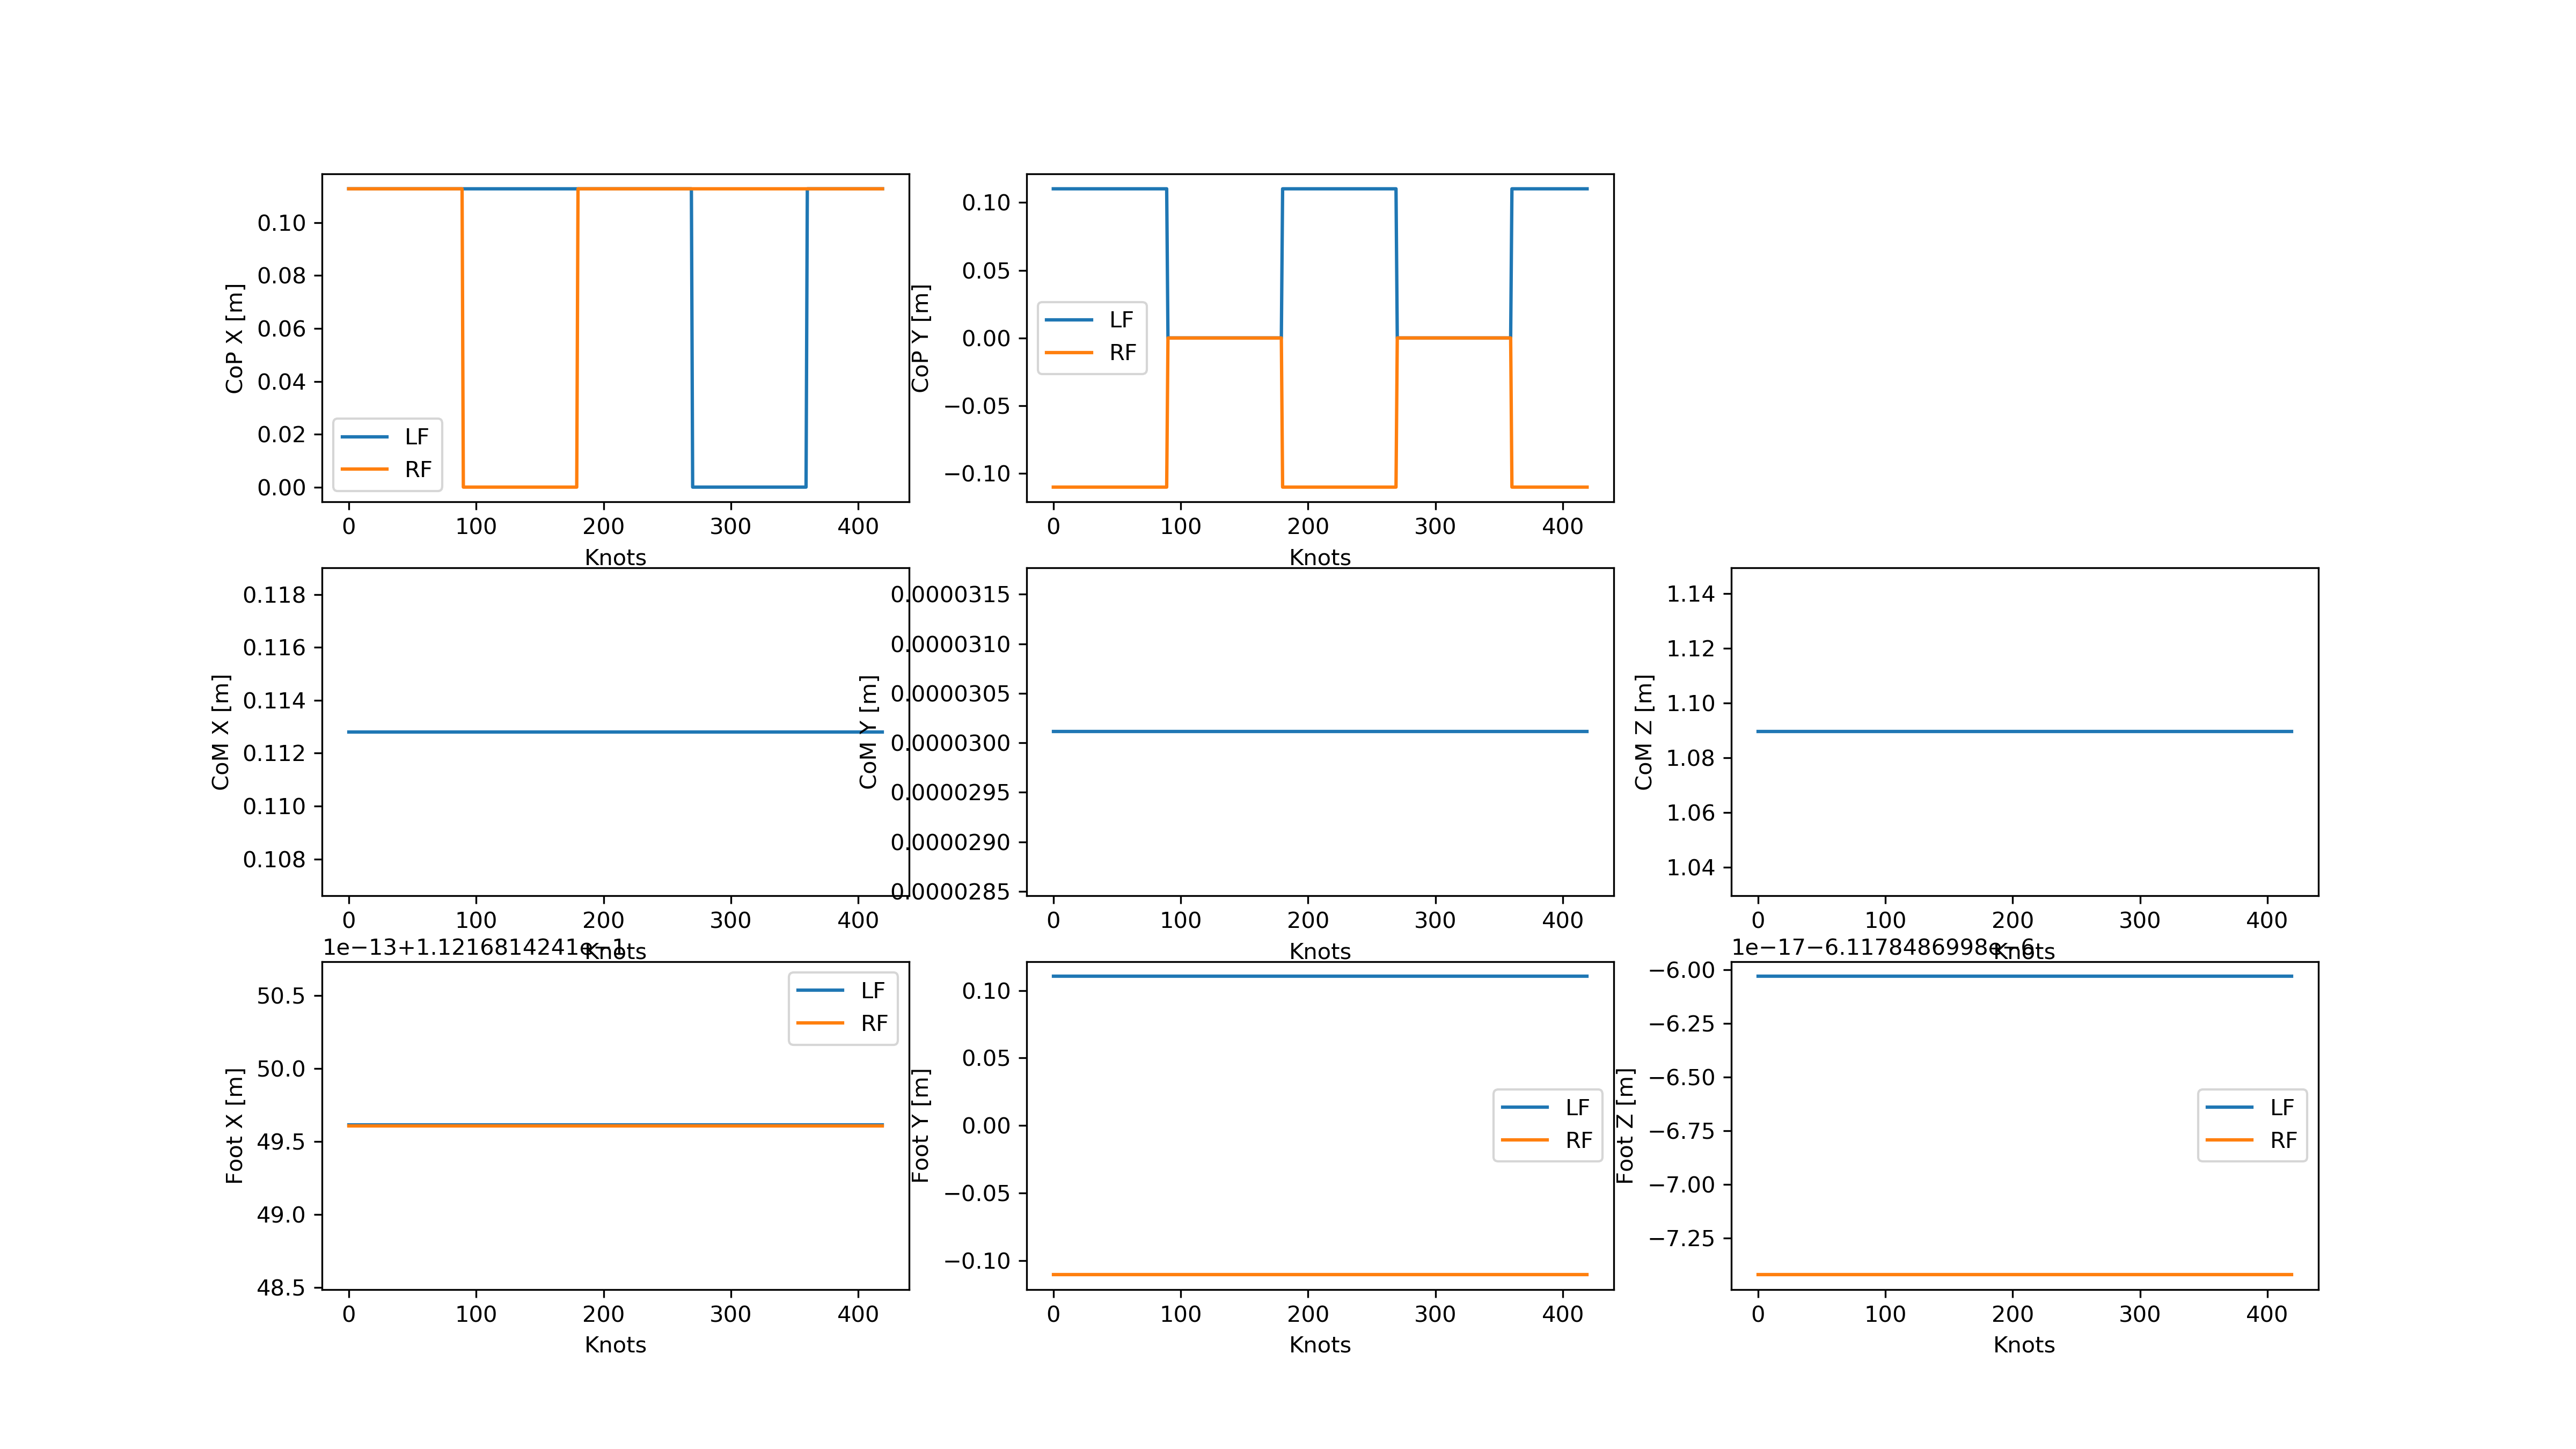 CoP X [m]
0.10
0.08
0.06
0.04
0.02
0.00
LF
RF
0 100 200 300 400
Knots
CoP Y [m]
0.10
0.05
0.00
−0.05
−0.10
LF
RF
0 100 200 300 400
Knots
CoM X [m]
0.118
0.116
0.114
0.112
0.110
0.108
0 100 200 300 400
Knots
CoM Y [m]
0.0000315
0.0000310
0.0000305
0.0000300
0.0000295
0.0000290
0.0000285
0 100 200 300 400
Knots
CoM Z [m]
1.14
1.12
1.10
1.08
1.06
1.04
0 100 200 300 400
Knots
1e−13+1.1216814241e−1
Foot X [m]
50.5
50.0
49.5
49.0
48.5
LF
RF
0 100 200 300 400
Knots
Foot Y [m]
0.10
0.05
0.00
−0.05
−0.10
LF
RF
0 100 200 300 400
Knots
1e−17−6.1178486998e−6
Foot Z [m]
−6.00
−6.25
−6.50
−6.75
−7.00
−7.25
LF
RF
0 100 200 300 400
Knots